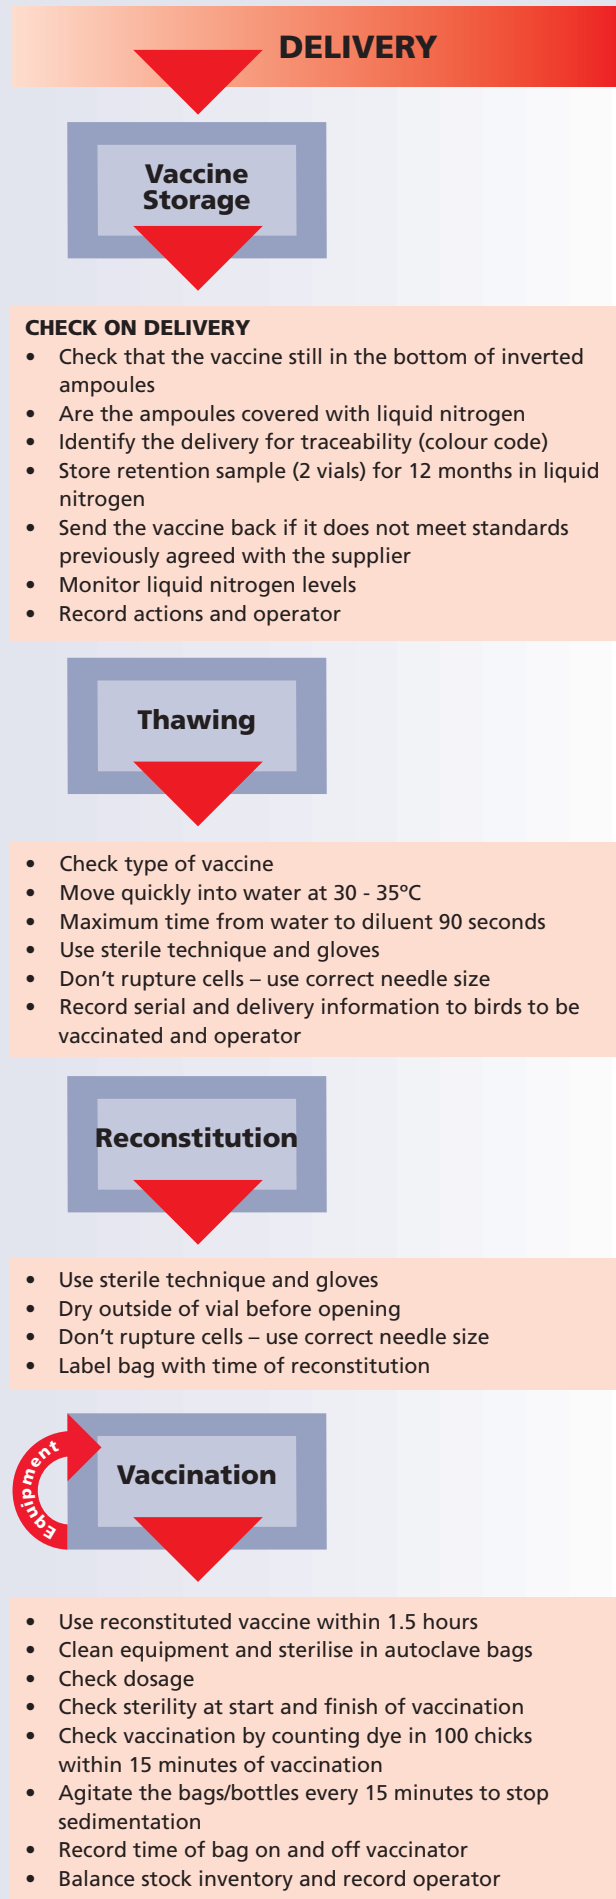 DELIVERY
Vaccine
Storage
CHECK ON DELIVERY
• Check that the vaccine still in the bottom of inverted
ampoules
• Are the ampoules covered with liquid nitrogen
• Identify the delivery for traceability (colour code)
• Store retention sample (2 vials) for 12 months in liquid
nitrogen
• Send the vaccine back if it does not meet standards
previously agreed with the supplier
• Monitor liquid nitrogen levels
• Record actions and operator
Thawing
• Check type of vaccine
• Move quickly into water at 30 - 35ºC
• Maximum time from water to diluent 90 seconds
• Use sterile technique and gloves
• Don’t rupture cells – use correct needle size
• Record serial and delivery information to birds to be
vaccinated and operator
Reconstitution
• Use sterile technique and gloves
• Dry outside of vial before opening
• Don’t rupture cells – use correct needle size
• Label bag with time of reconstitution
Equipment
Vaccination
• Use reconstituted vaccine within 1.5 hours
• Clean equipment and sterilise in autoclave bags
• Check dosage
• Check sterility at start and finish of vaccination
• Check vaccination by counting dye in 100 chicks
within 15 minutes of vaccination
• Agitate the bags/bottles every 15 minutes to stop
sedimentation
• Record time of bag on and off vaccinator
• Balance stock inventory and record operator